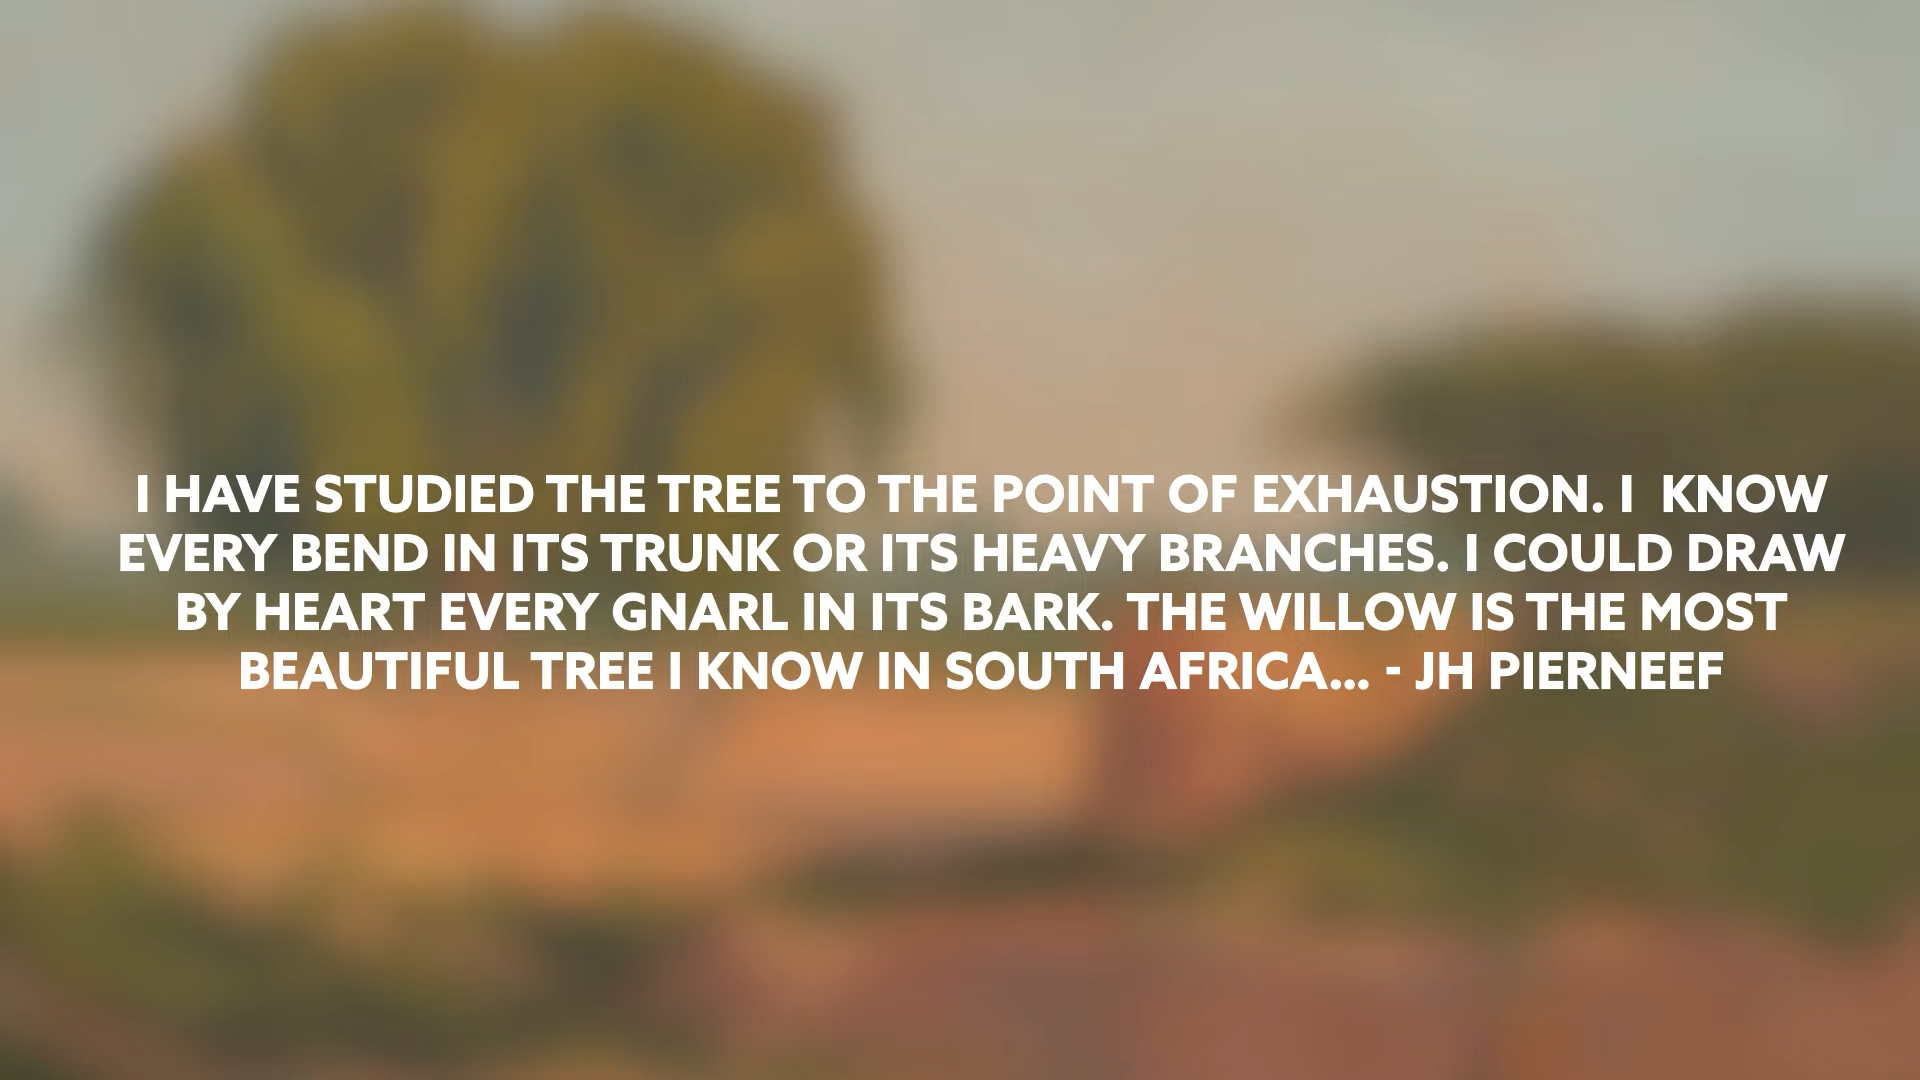 I HAVE STUDIED THE TREE TO THE POINT OF EXHAUSTION. I  KNOW
EVERY BEND IN ITS TRUNK OR ITS HEAVY BRANCHES. I COULD DRAW
BY HEART EVERY GNARL IN ITS BARK. THE WILLOW IS THE MOST
BEAUTIFUL TREE I KNOW IN SOUTH AFRICA... - JH PIERNEEF